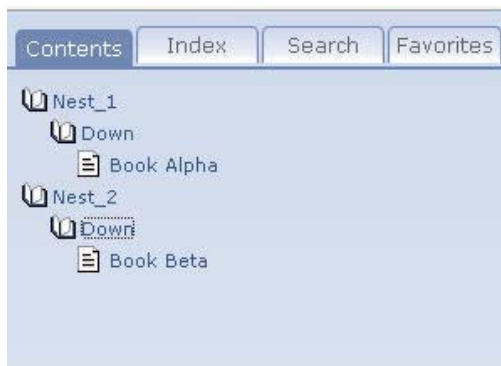 Contents Index Search Favorites
Nest_1
Down
Book Alpha
Nest_2
Down
Book Beta